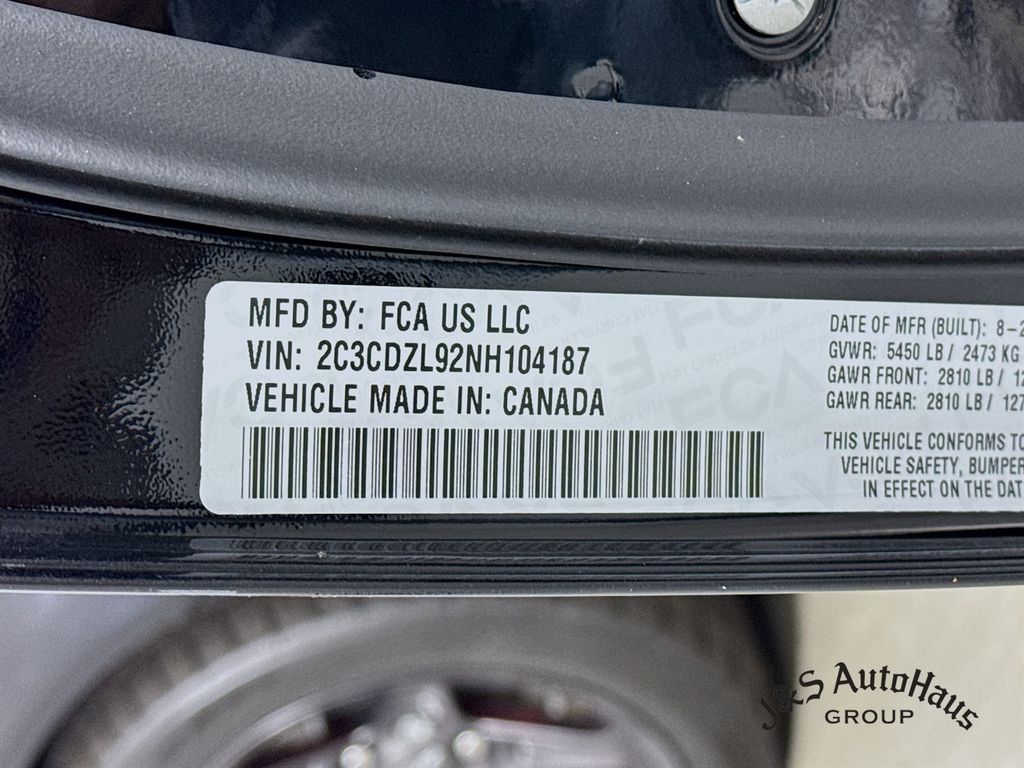 MFD BY: FCA US LLC
VIN: 2C3CDZL92NH104187
VEHICLE MADE IN: CANADA
DATE OF MFR (BUILT): 8-2
GVWR: 5450 LB / 2473 KG
GAWR FRONT: 2810 LB / 12
GAWR REAR: 2810 LB / 127
THIS VEHICLE CONFORMS TO
VEHICLE SAFETY, BUMPER
IN EFFECT ON THE DAT
J&S AutoHaus
GROUP